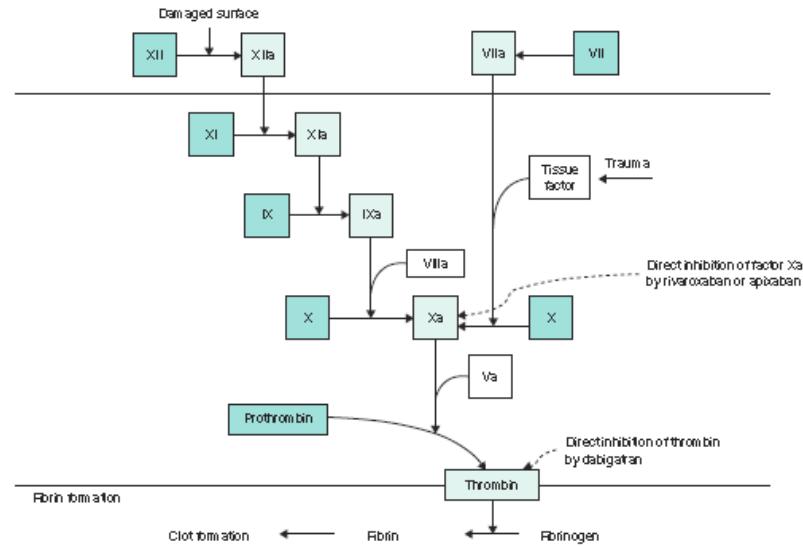 Damaged surface
XII
XIIa
VIIa
VII
XI
XIa
Tissue
factor
Trauma
IX
IXa
VIIIa
Direct inhibition of factor Xa
by rivaroxaban or apixaban
X
Xa
X
Va
Prothrombin
Direct inhibition of thrombin
by dabigatran
Thrombin
Fibrin formation
Clot formation
Fibrin
Fibrinogen